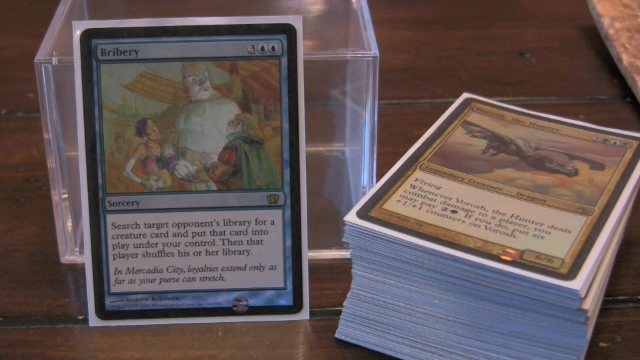 Bribery 3
Sorcery
Search target opponent's library for a
creature card and put that card into
play under your control. Then that
player shuffles his or her library.
In Mercadia City, loyalties extend only as
far as your purse can stretch.
Vorosh, the Hunter
Legendary Creature — Dragon
Flying
Whenever Vorosh, the Hunter deals
combat damage to a player, you
may pay 2. If you do, put six
+1/+1 counters on Vorosh.
6/6